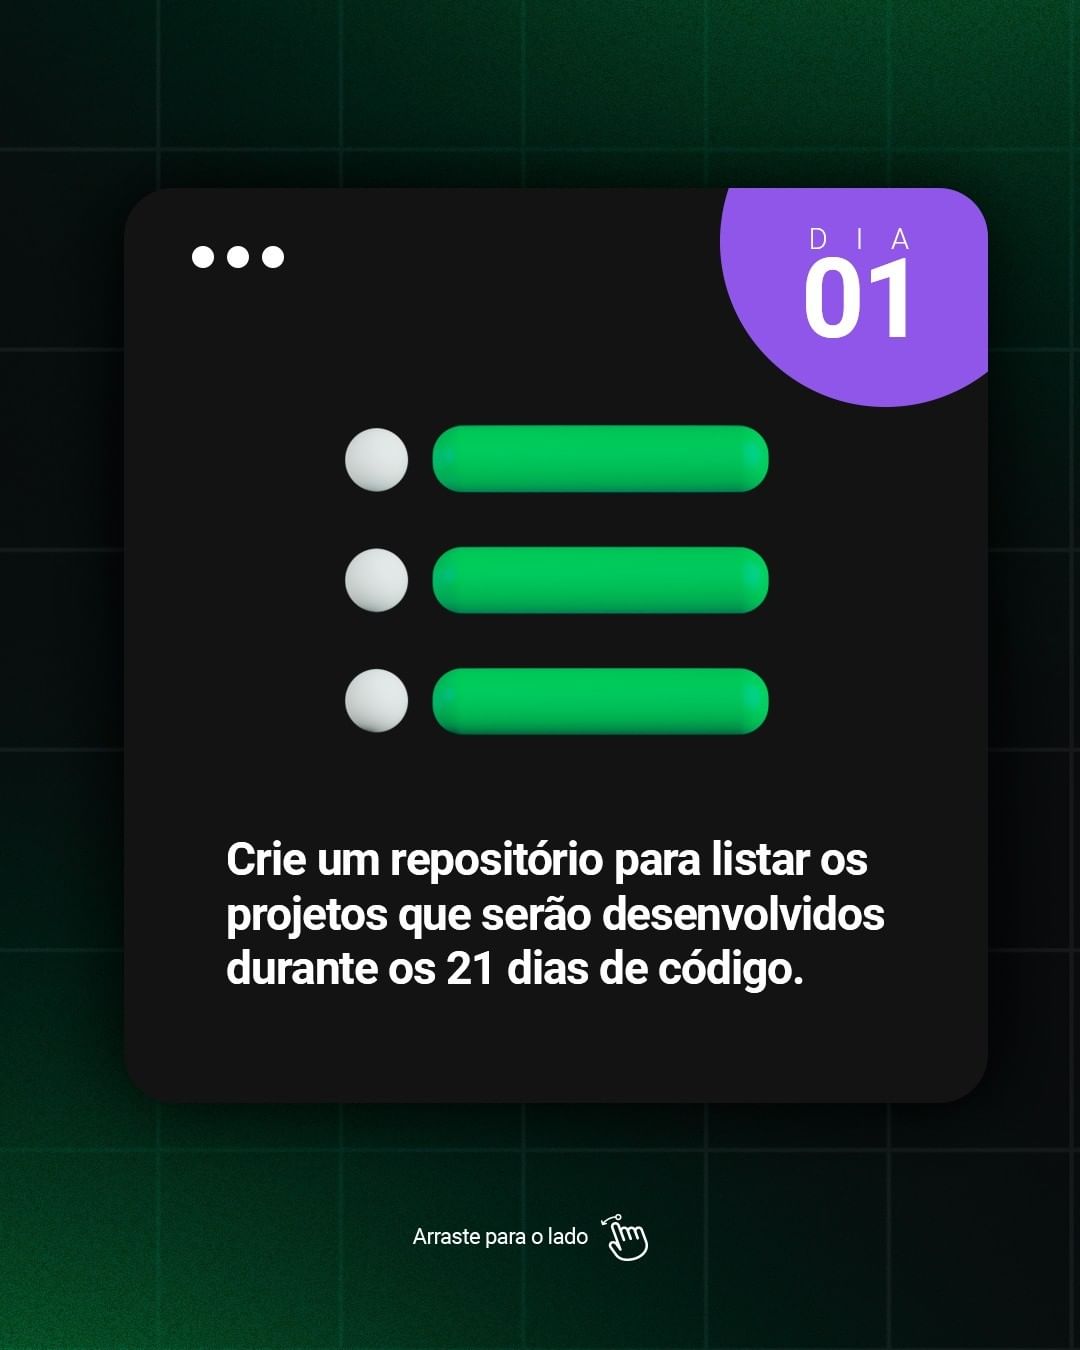 DIA
01
Crie um repositório para listar os
projetos que serão desenvolvidos
durante os 21 dias de código.
Arraste para o lado